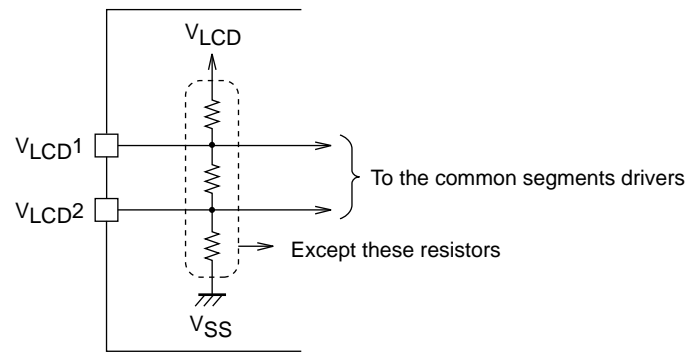 VLCD
VLCD1
To the common segments drivers
VLCD2
Except these resistors
VSS